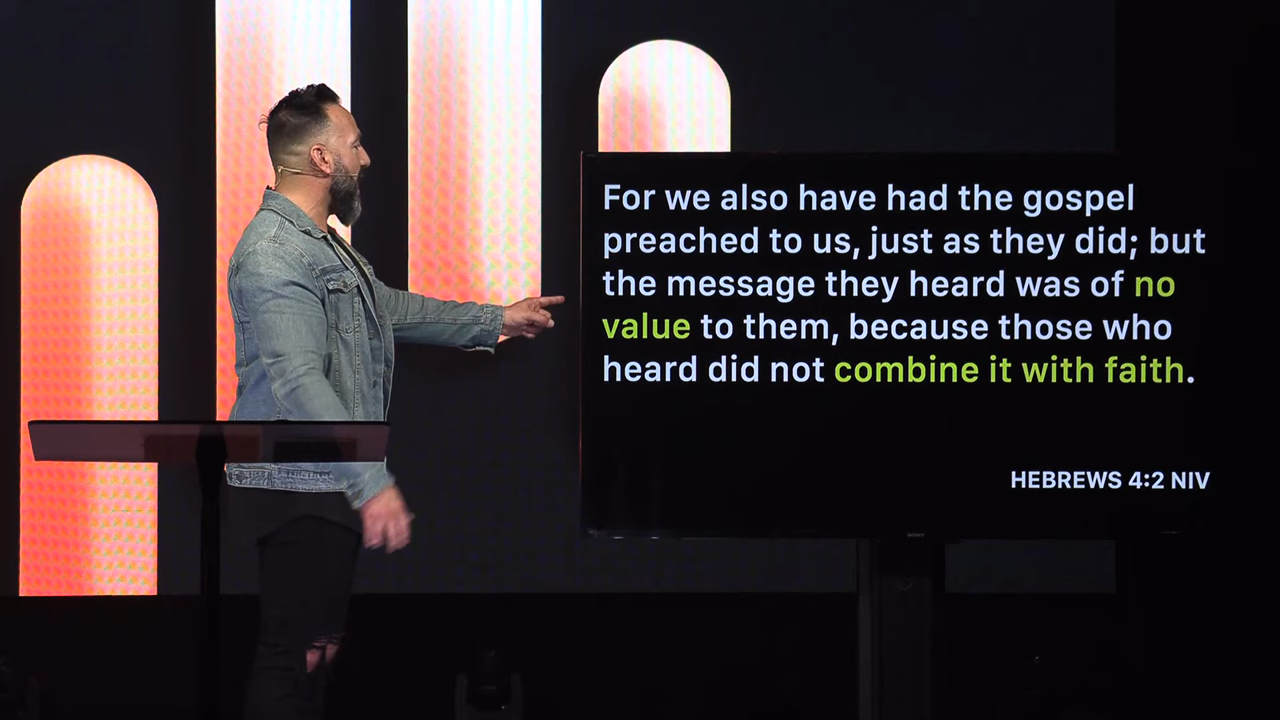 For we also have had the gospel
preached to us, just as they did; but
the message they heard was of no
value to them, because those who
heard did not combine it with faith.
HEBREWS 4:2 NIV
SONY